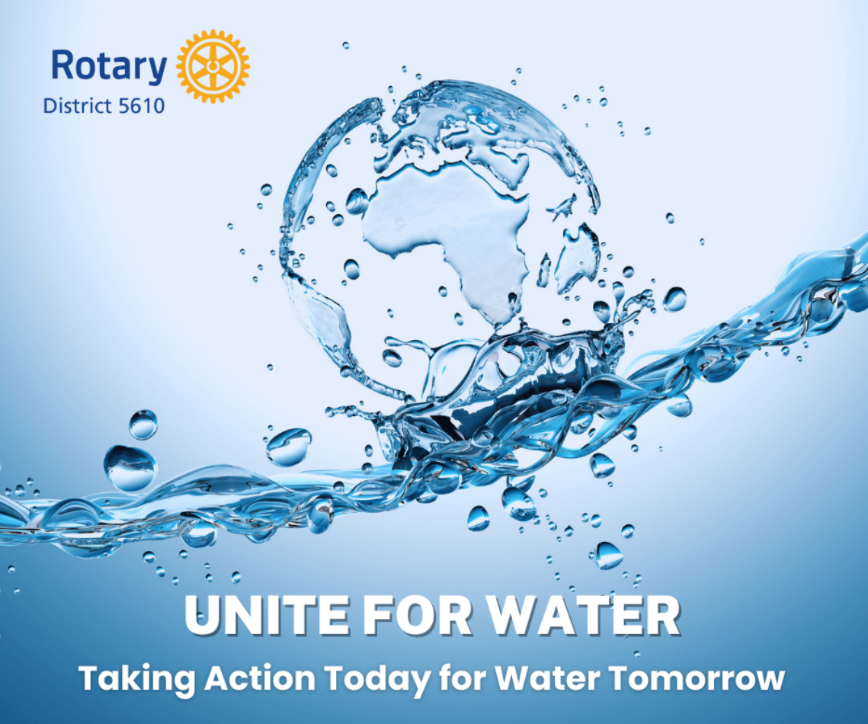 Rotary
District 5610
UNITE FOR WATER
Taking Action Today for Water Tomorrow